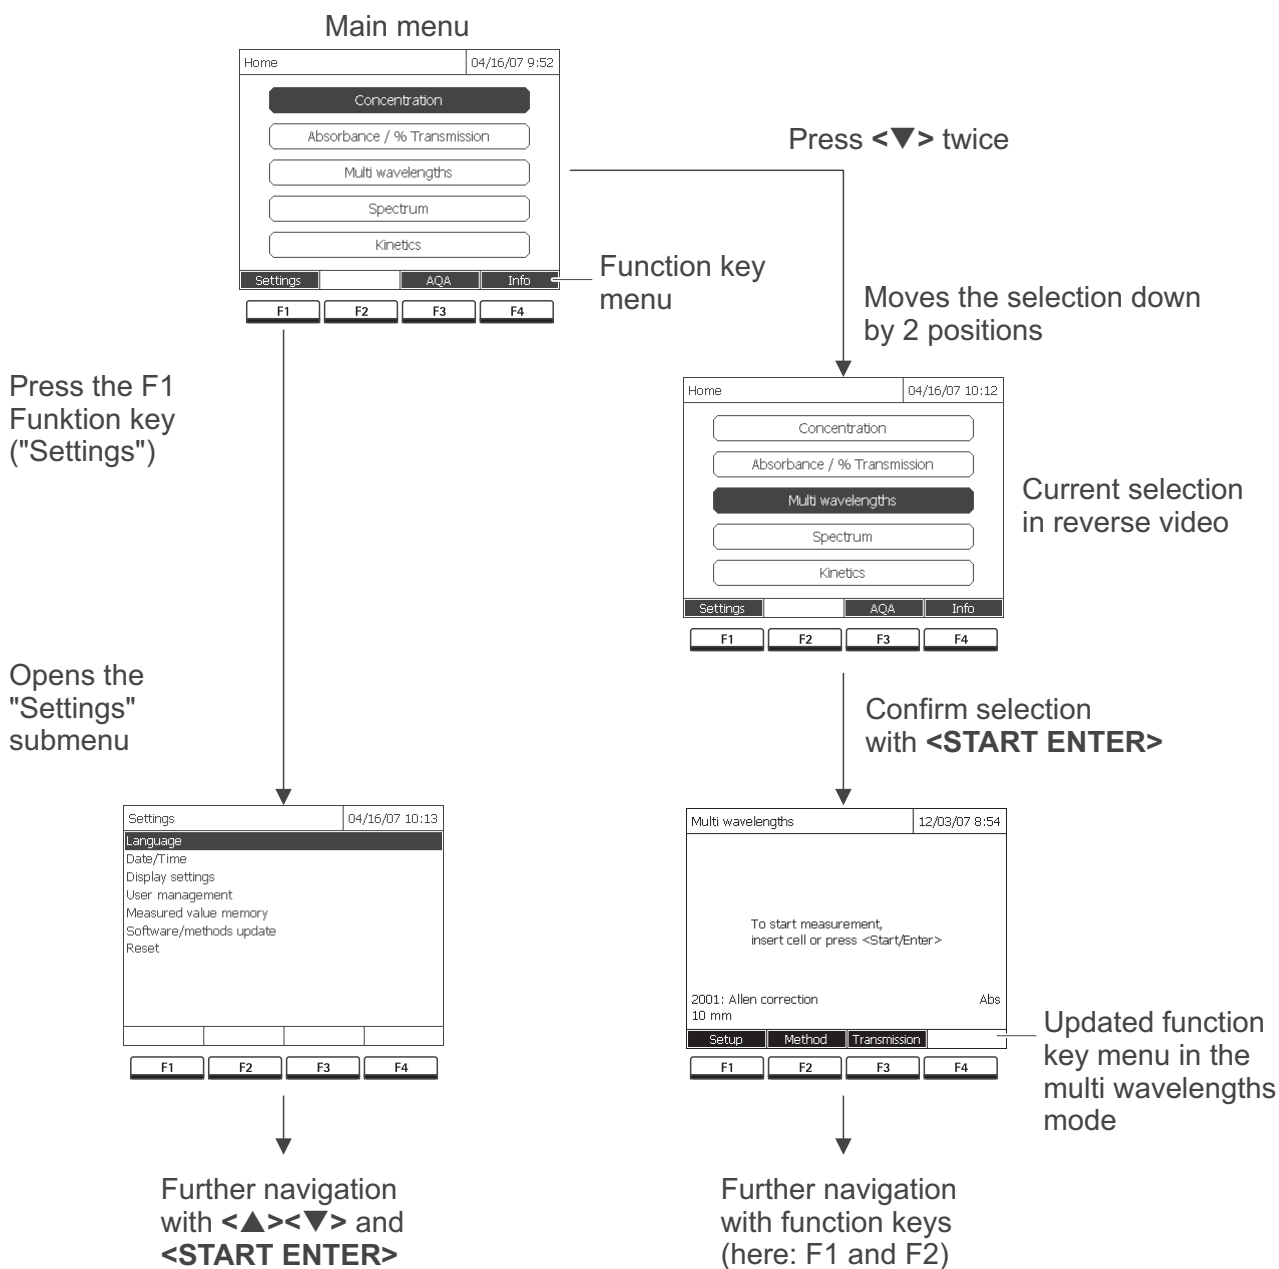 Main menu
Home 04/16/07 9:52
Concentration
Absorbance / % Transmission
Multi wavelengths
Spectrum
Kinetics
Settings AQA Info
F1 F2 F3 F4
Function key
menu
Press <▼> twice
Moves the selection down
by 2 positions
Press the F1
Funktion key
("Settings")
Home 04/16/07 10:12
Concentration
Absorbance / % Transmission
Multi wavelengths
Spectrum
Kinetics
Settings AQA Info
F1 F2 F3 F4
Current selection
in reverse video
Opens the
"Settings"
submenu
Confirm selection
with <START ENTER>
Settings 04/16/07 10:13
Language
Date/Time
Display settings
User management
Measured value memory
Software/methods update
Reset
F1 F2 F3 F4
Multi wavelengths 12/03/07 8:54
To start measurement,
insert cell or press <Start/Enter>
2001: Allen correction Abs
10 mm
Setup Method Transmission
F1 F2 F3 F4
Updated function
key menu in the
multi wavelengths
mode
Further navigation
with <▲><▼> and
<START ENTER>
Further navigation
with function keys
(here: F1 and F2)